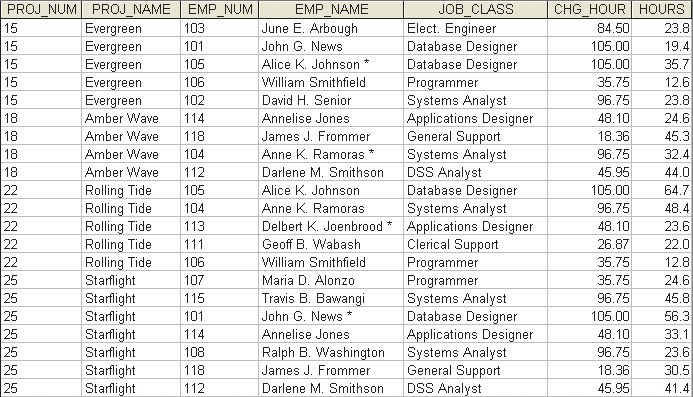 PROJ_NUM PROJ_NAME EMP_NUM EMP_NAME JOB_CLASS CHG_HOUR HOURS
15 Evergreen 103 June E. Arbough Elect. Engineer 84.50 23.8
15 Evergreen 101 John G. News Database Designer 105.00 19.4
15 Evergreen 105 Alice K. Johnson * Database Designer 105.00 35.7
15 Evergreen 106 William Smithfield Programmer 35.75 12.6
15 Evergreen 102 David H. Senior Systems Analyst 96.75 23.8
18 Amber Wave 114 Annelise Jones Applications Designer 48.10 24.6
18 Amber Wave 118 James J. Frommer General Support 18.36 45.3
18 Amber Wave 104 Anne K. Ramoras * Systems Analyst 96.75 32.4
18 Amber Wave 112 Darlene M. Smithson DSS Analyst 45.95 44.0
22 Rolling Tide 105 Alice K. Johnson Database Designer 105.00 64.7
22 Rolling Tide 104 Anne K. Ramoras Systems Analyst 96.75 48.4
22 Rolling Tide 113 Delbert K. Joenbrood * Applications Designer 48.10 23.6
22 Rolling Tide 111 Geoff B. Wabash Clerical Support 26.87 22.0
22 Rolling Tide 106 William Smithfield Programmer 35.75 12.8
25 Starflight 107 Maria D. Alonzo Programmer 35.75 24.6
25 Starflight 115 Travis B. Bawangi Systems Analyst 96.75 45.8
25 Starflight 101 John G. News * Database Designer 105.00 56.3
25 Starflight 114 Annelise Jones Applications Designer 48.10 33.1
25 Starflight 108 Ralph B. Washington Systems Analyst 96.75 23.6
25 Starflight 118 James J. Frommer General Support 18.36 30.5
25 Starflight 112 Darlene M. Smithson DSS Analyst 45.95 41.4